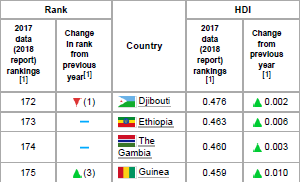 Rank HDI
2017 data (2018 report) rankings [1] Change in rank from previous year[1] Country 2017 data (2018 report) rankings [1] Change from previous year[1]
172 (1) Djibouti 0.476 0.002
173 Ethiopia 0.463 0.006
174 The Gambia 0.460 0.003
175 (3) Guinea 0.459 0.010